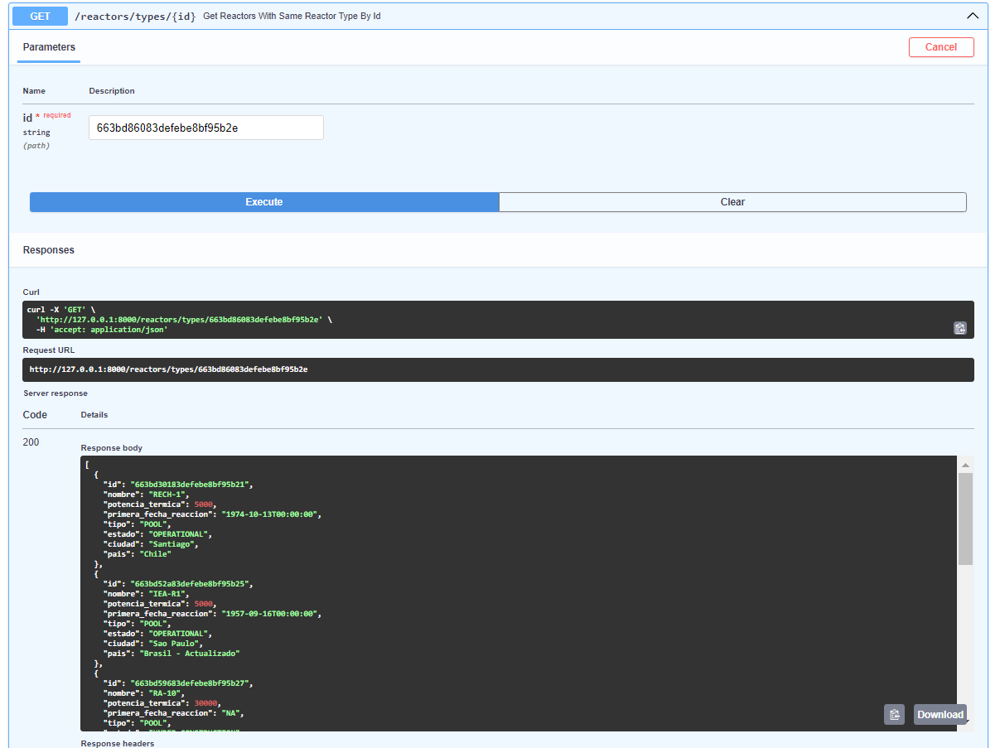 GET /reactors/types/{id} Get Reactors With Same Reactor Type By Id
Parameters Cancel
Name Description
id * required 663bd86083defebe8bf95b2e
string
(path)
Execute Clear
Responses
Curl
curl -X 'GET' \
'http://127.0.0.1:8000/reactors/types/663bd86083defebe8bf95b2e' \
-H 'accept: application/json'
Request URL
http://127.0.0.1:8000/reactors/types/663bd86083defebe8bf95b2e
Server response
Code Details
200
Response body
[
{
"id": "663bd30183defebe8bf95b21",
"nombre": "RECH-1",
"potencia_termica": 5000,
"primera_fecha_reaccion": "1974-10-13T00:00:00",
"tipo": "POOL",
"estado": "OPERATIONAL",
"ciudad": "Santiago",
"pais": "Chile"
},
{
"id": "663bd52a83defebe8bf95b25",
"nombre": "IEA-R1",
"potencia_termica": 5000,
"primera_fecha_reaccion": "1957-09-16T00:00:00",
"tipo": "POOL",
"estado": "OPERATIONAL",
"ciudad": "Sao Paulo",
"pais": "Brasil - Actualizado"
},
{
"id": "663bd59683defebe8bf95b27",
"nombre": "RA-10",
"potencia_termica": 30000,
"primera_fecha_reaccion": "NA",
"tipo": "POOL",
Download
Response headers